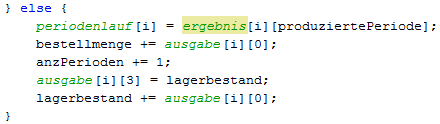 } else {
periodenlauf[i] = ergebnis[i][produziertePeriode];
bestellmenge += ausgabe[i][0];
anzPerioden += 1;
ausgabe[i][3] = lagerbestand;
lagerbestand += ausgabe[i][0];
}